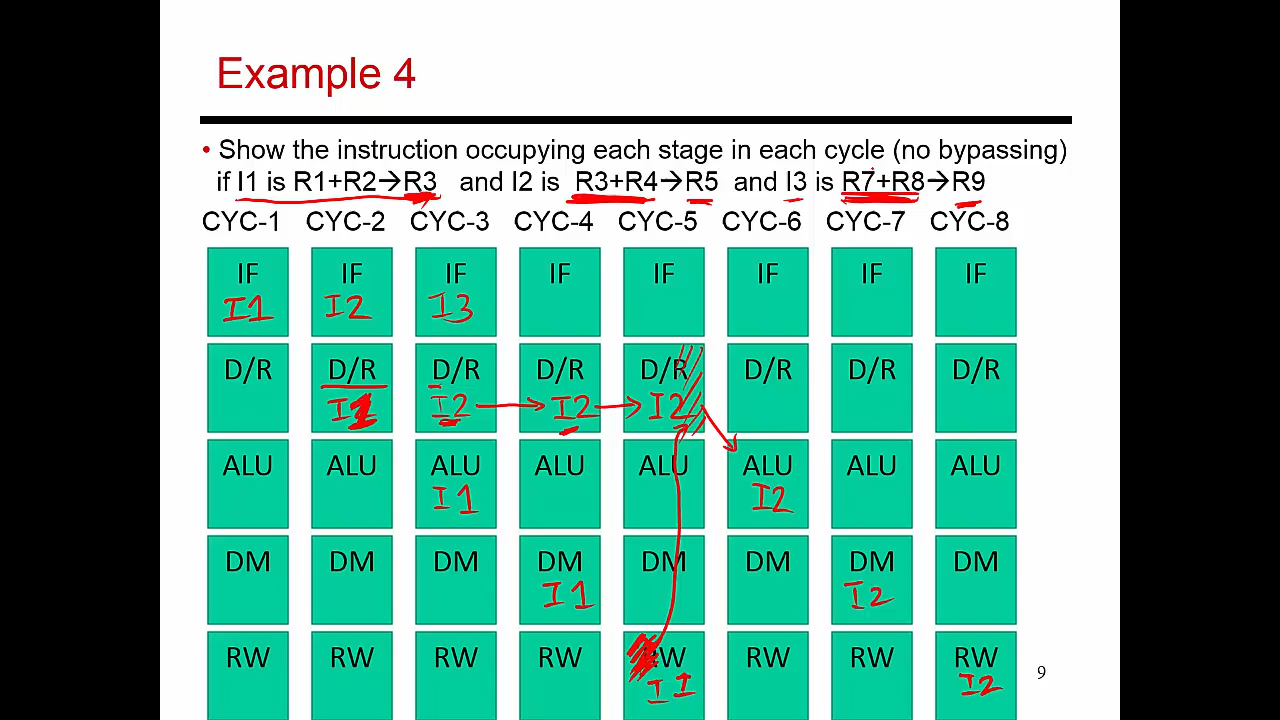 Example 4
• Show the instruction occupying each stage in each cycle (no bypassing)
if I1 is R1+R2→R3 and I2 is R3+R4→R5 and I3 is R7+R8→R9
CYC-1 CYC-2 CYC-3 CYC-4 CYC-5 CYC-6 CYC-7 CYC-8
IF IF IF IF IF IF IF IF
I1 I2 I3
D/R D/R D/R D/R D/R D/R D/R D/R
I1 I2 I2 I2
ALU ALU ALU ALU ALU ALU ALU ALU
I1 I2
DM DM DM DM DM DM DM DM
I1 I2
RW RW RW RW RW RW RW RW
I1 I2
9